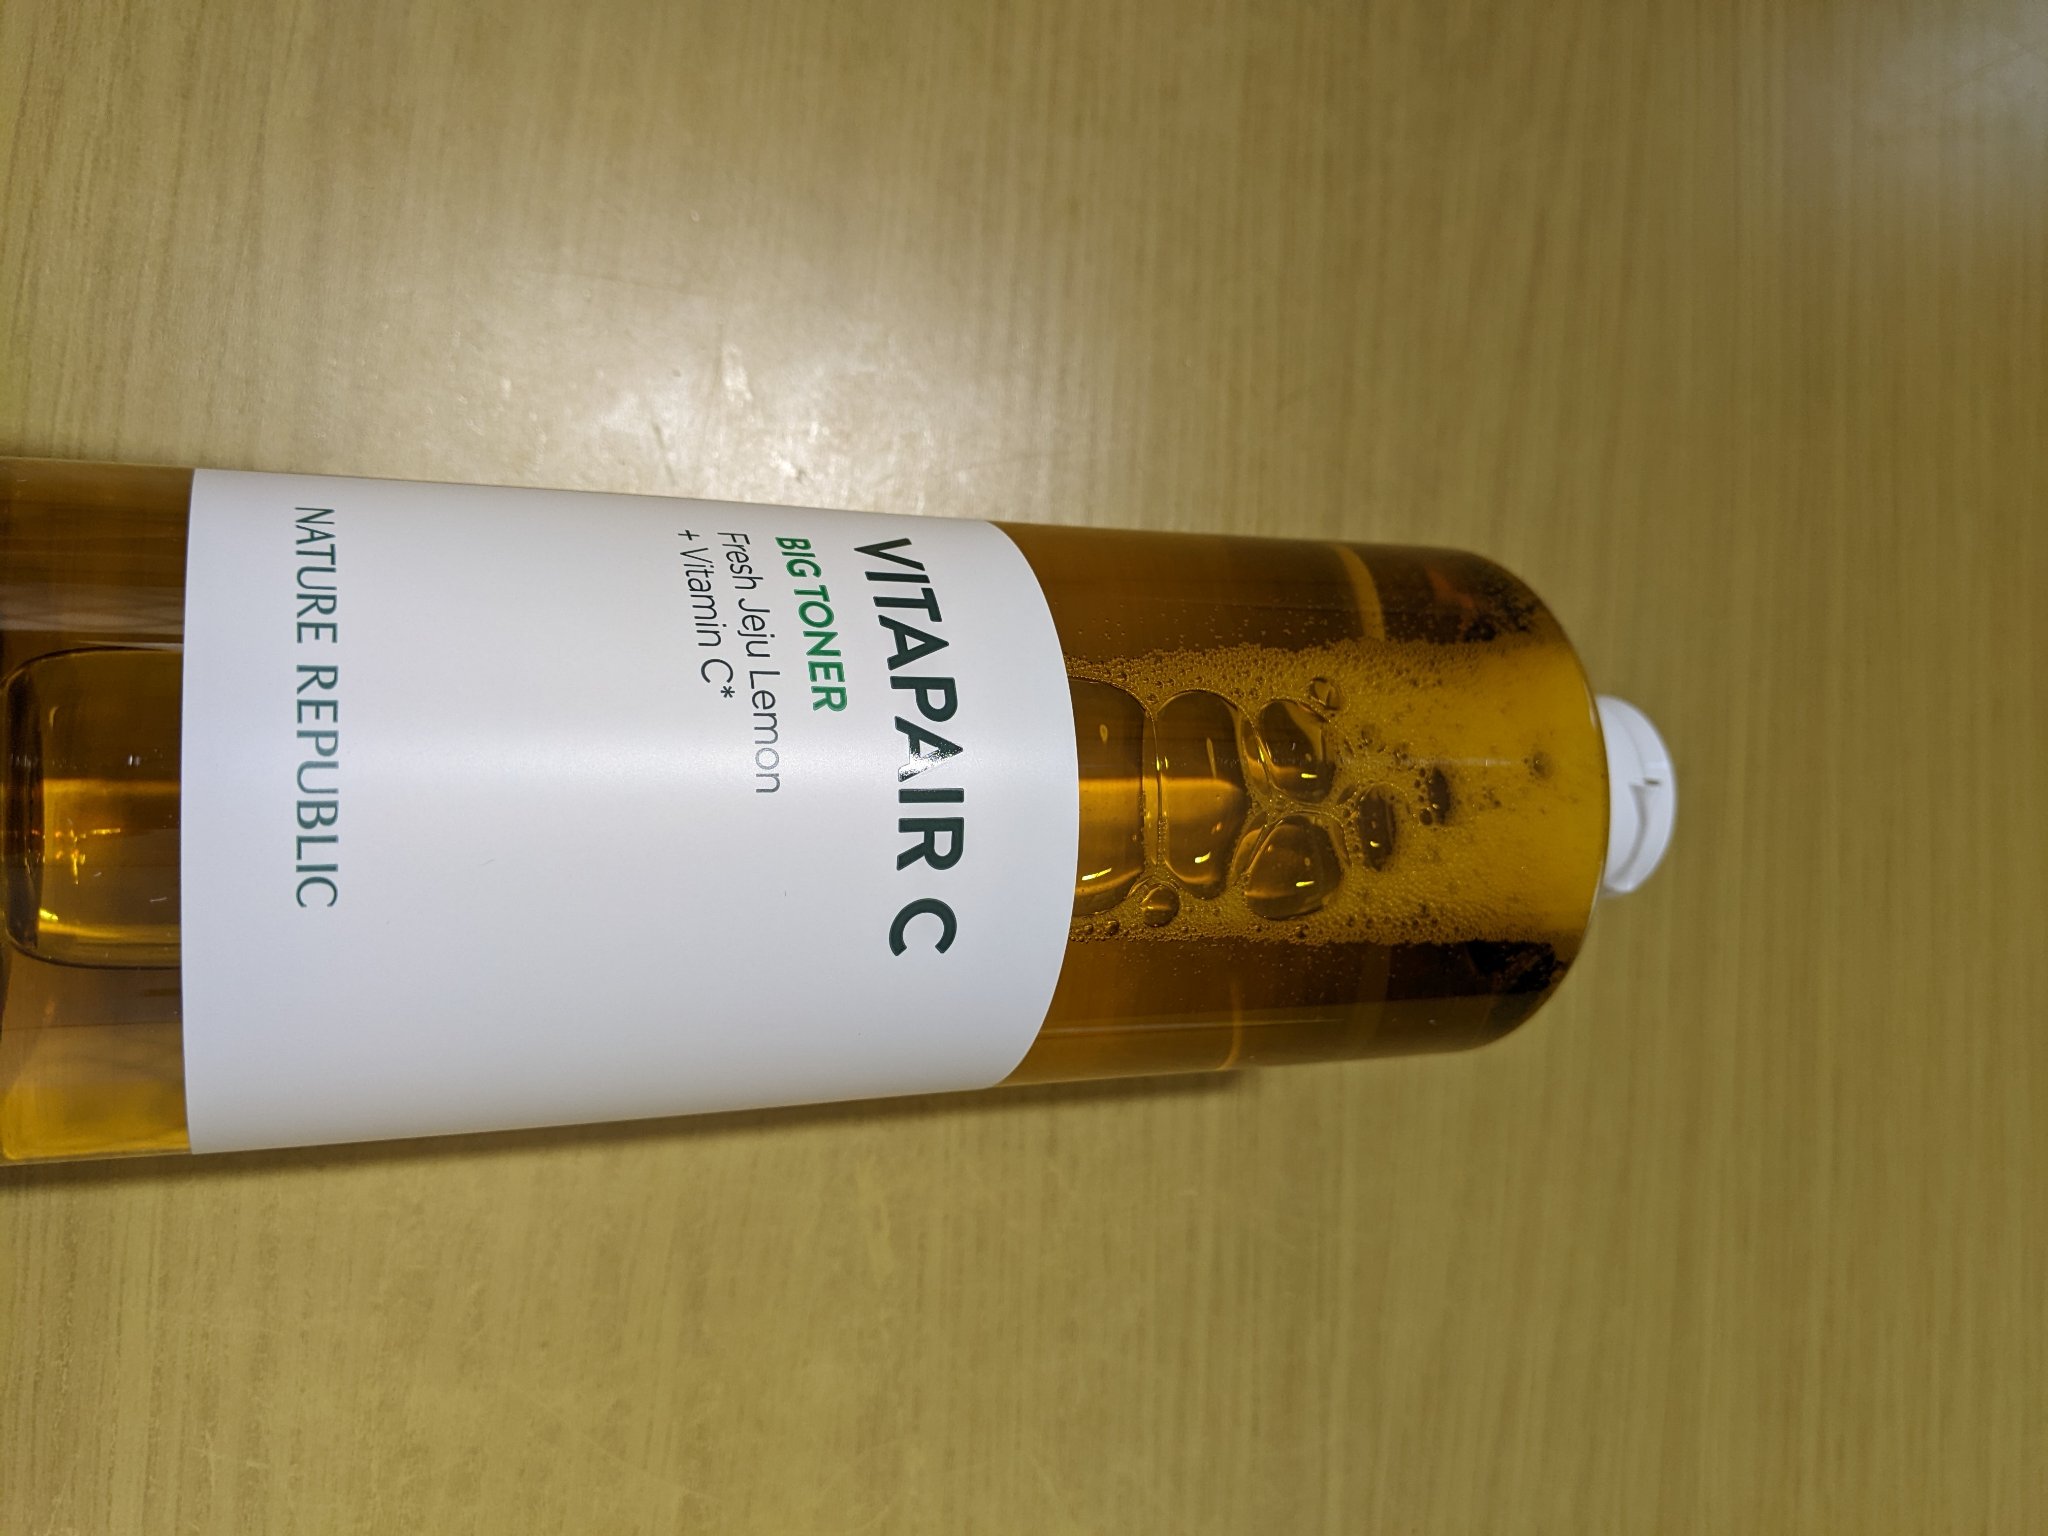 VITAPAIR C
BIG TONER
Fresh Jeju Lemon
+ Vitamin C*
NATURE REPUBLIC